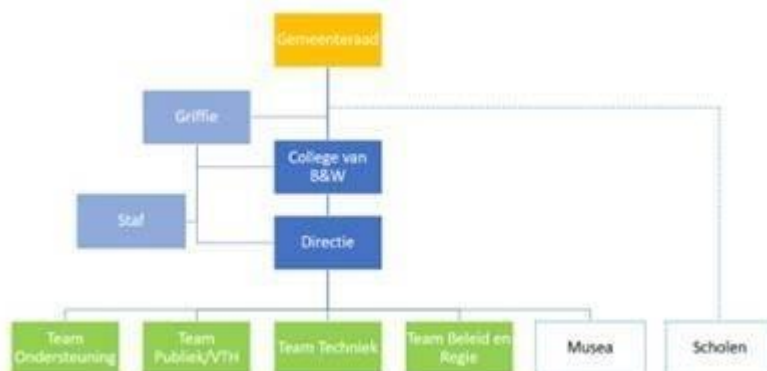 Gemeenteraad
Griffie
College van
B&W
Staf
Directie
Team
Ondersteuning
Team
Publiek/VTH
Team Techniek
Team Beleid en
Regie
Musea
Scholen